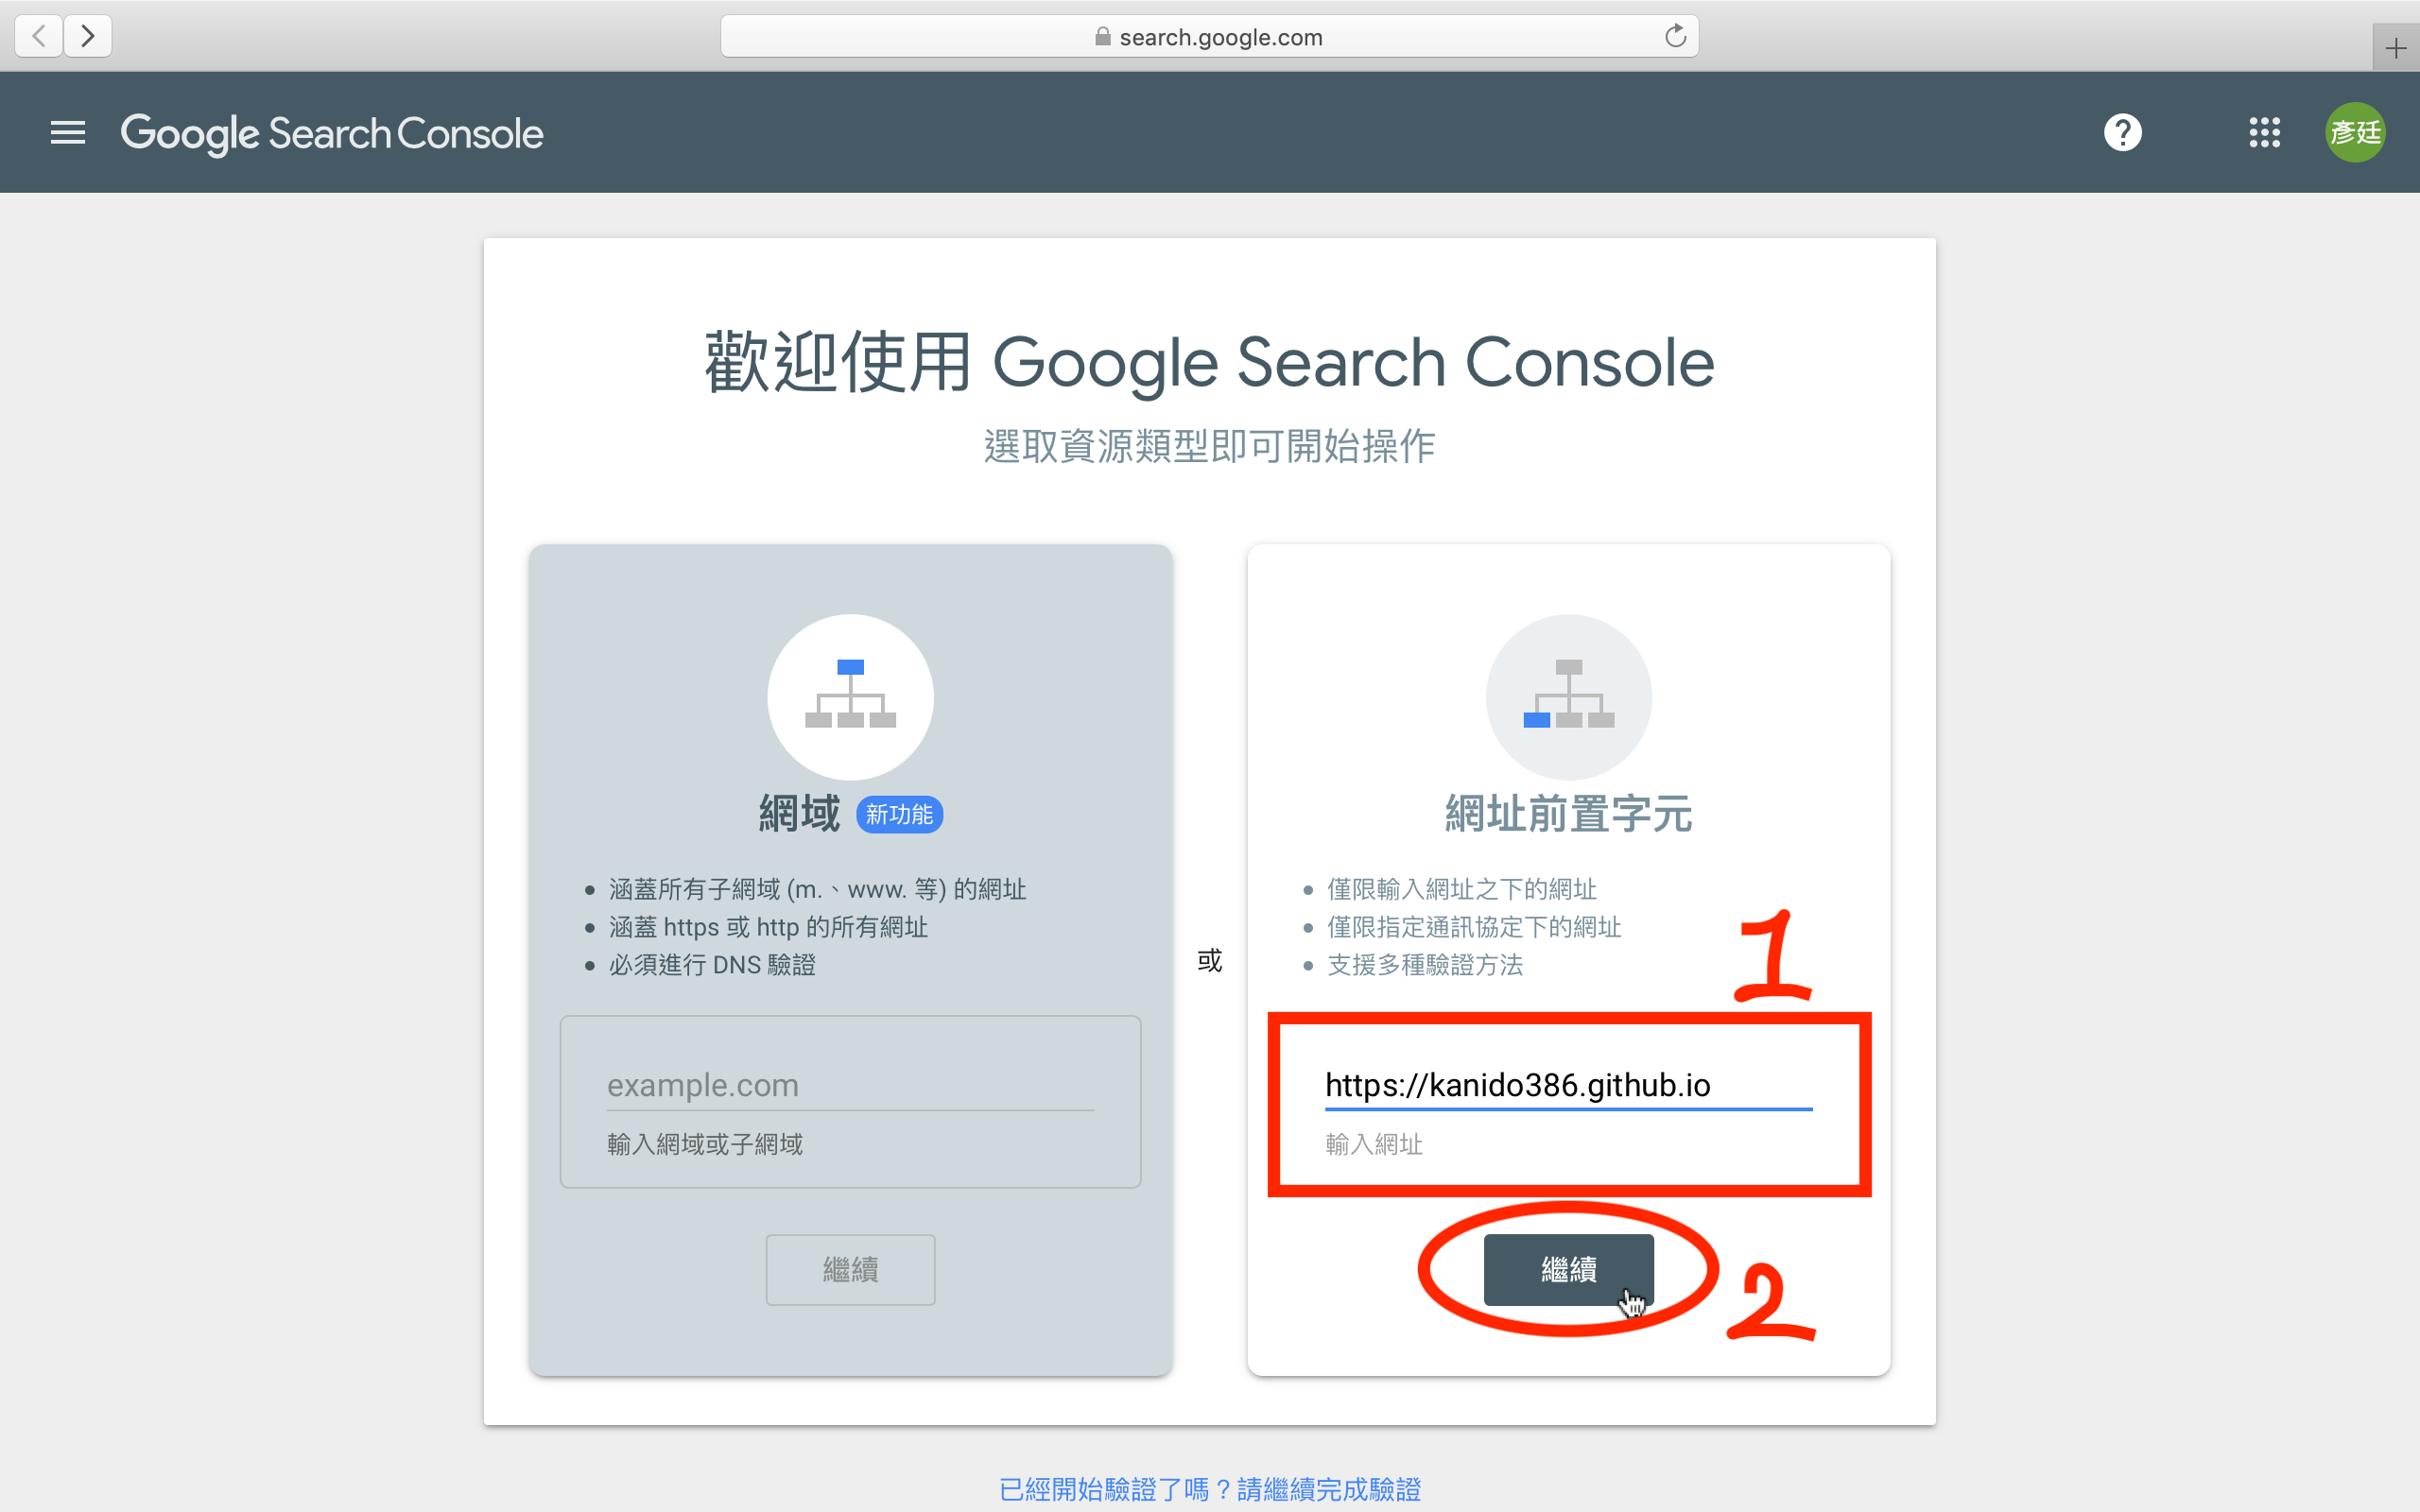 search.google.com
Google Search Console
彥廷
歡迎使用 Google Search Console
選取資源類型即可開始操作
網域 新功能
涵蓋所有子網域 (m.、www. 等) 的網址
涵蓋 https 或 http 的所有網址
必須進行 DNS 驗證
example.com
輸入網域或子網域
繼續
或
網址前置字元
僅限輸入網址之下的網址
僅限指定通訊協定下的網址
支援多種驗證方法
1
https://kanido386.github.io
輸入網址
繼續
2
已經開始驗證了嗎？請繼續完成驗證